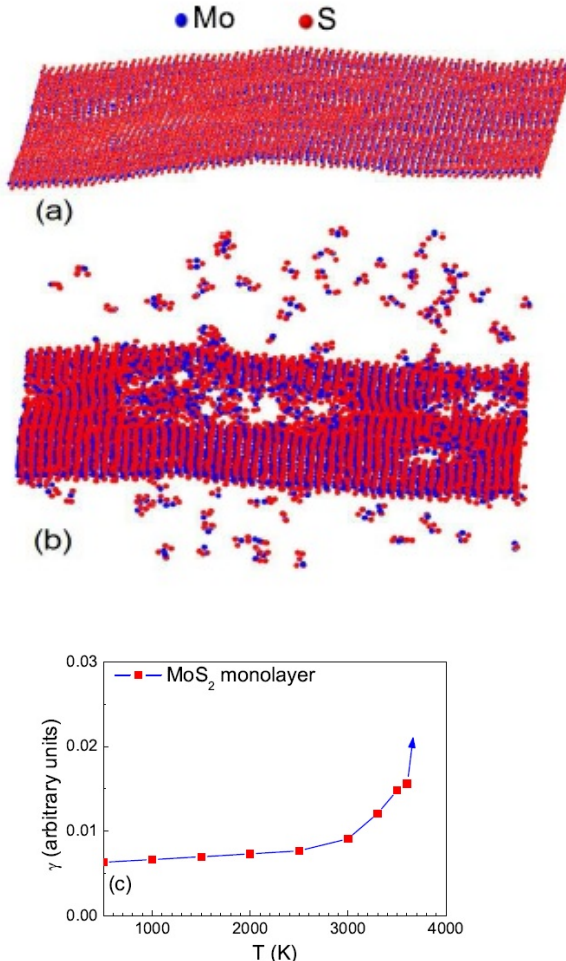 Mo S
(a)
(b)
0.03
MoS₂ monolayer
0.02
γ (arbitrary units)
0.01
(c)
0.00
1000 2000 3000 4000
T (K)